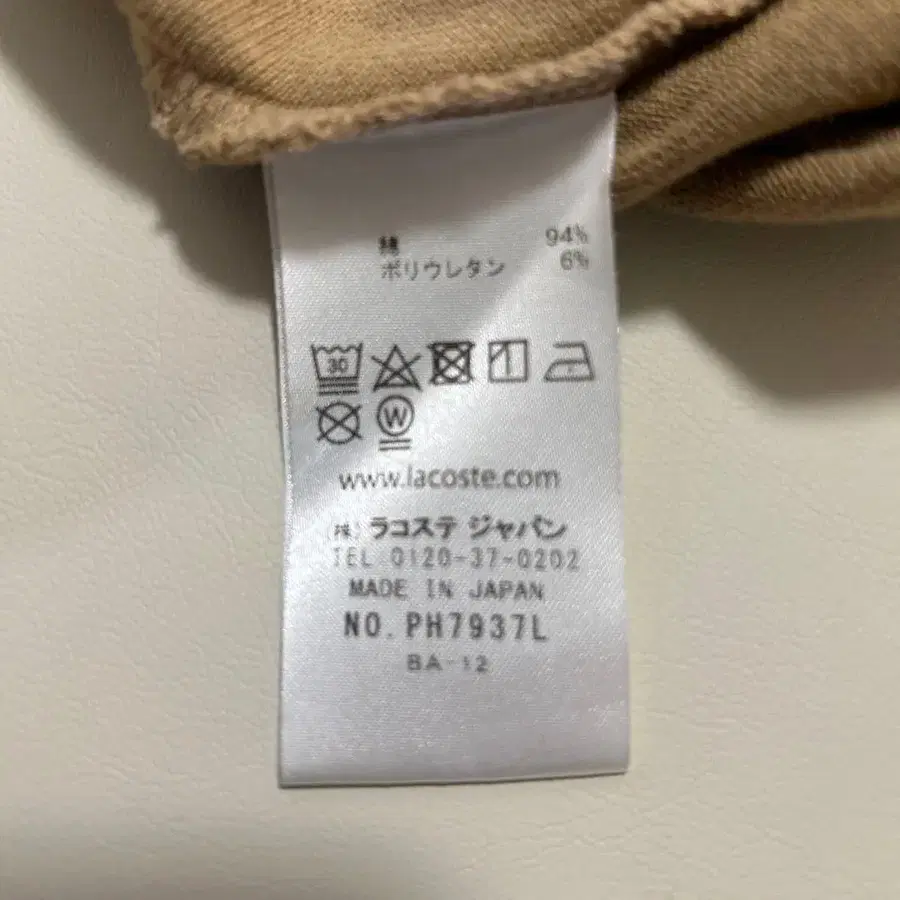 綿 94%
ポリウレタン 6%
30
W
www.lacoste.com
(株) ラコステ ジャパン
TEL 0120-37-0202
MADE IN JAPAN
NO. PH7937L
BA-12